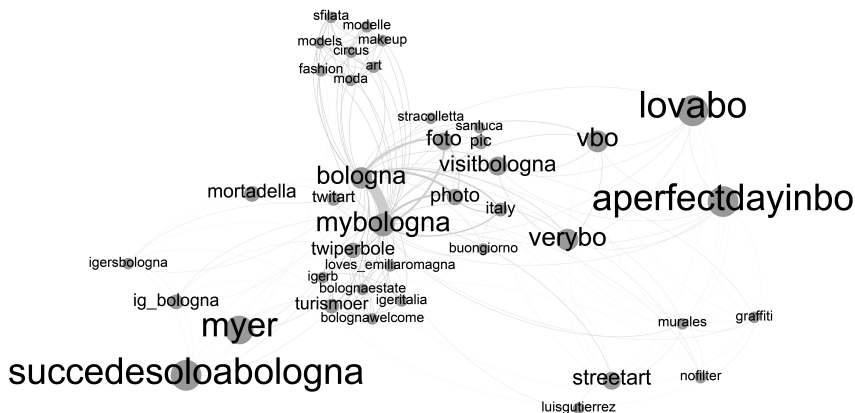 sfilata
modelle
models
makeup
circus
fashion
art
moda
lovabo
stracolletta
sanluca
foto
pic
vbo
visitbologna
bologna
mortadella
twitart
photo
aperfectdayinbo
italy
mybologna
verybo
twiperbole
buongiorno
igersbologna
loves_emiliaromagna
igerb
bolognaestate
ig_bologna
turismoer
igeritalia
bolognawelcome
graffiti
murales
myer
succedesoloabologna
streetart
nofilter
luisgutierrez